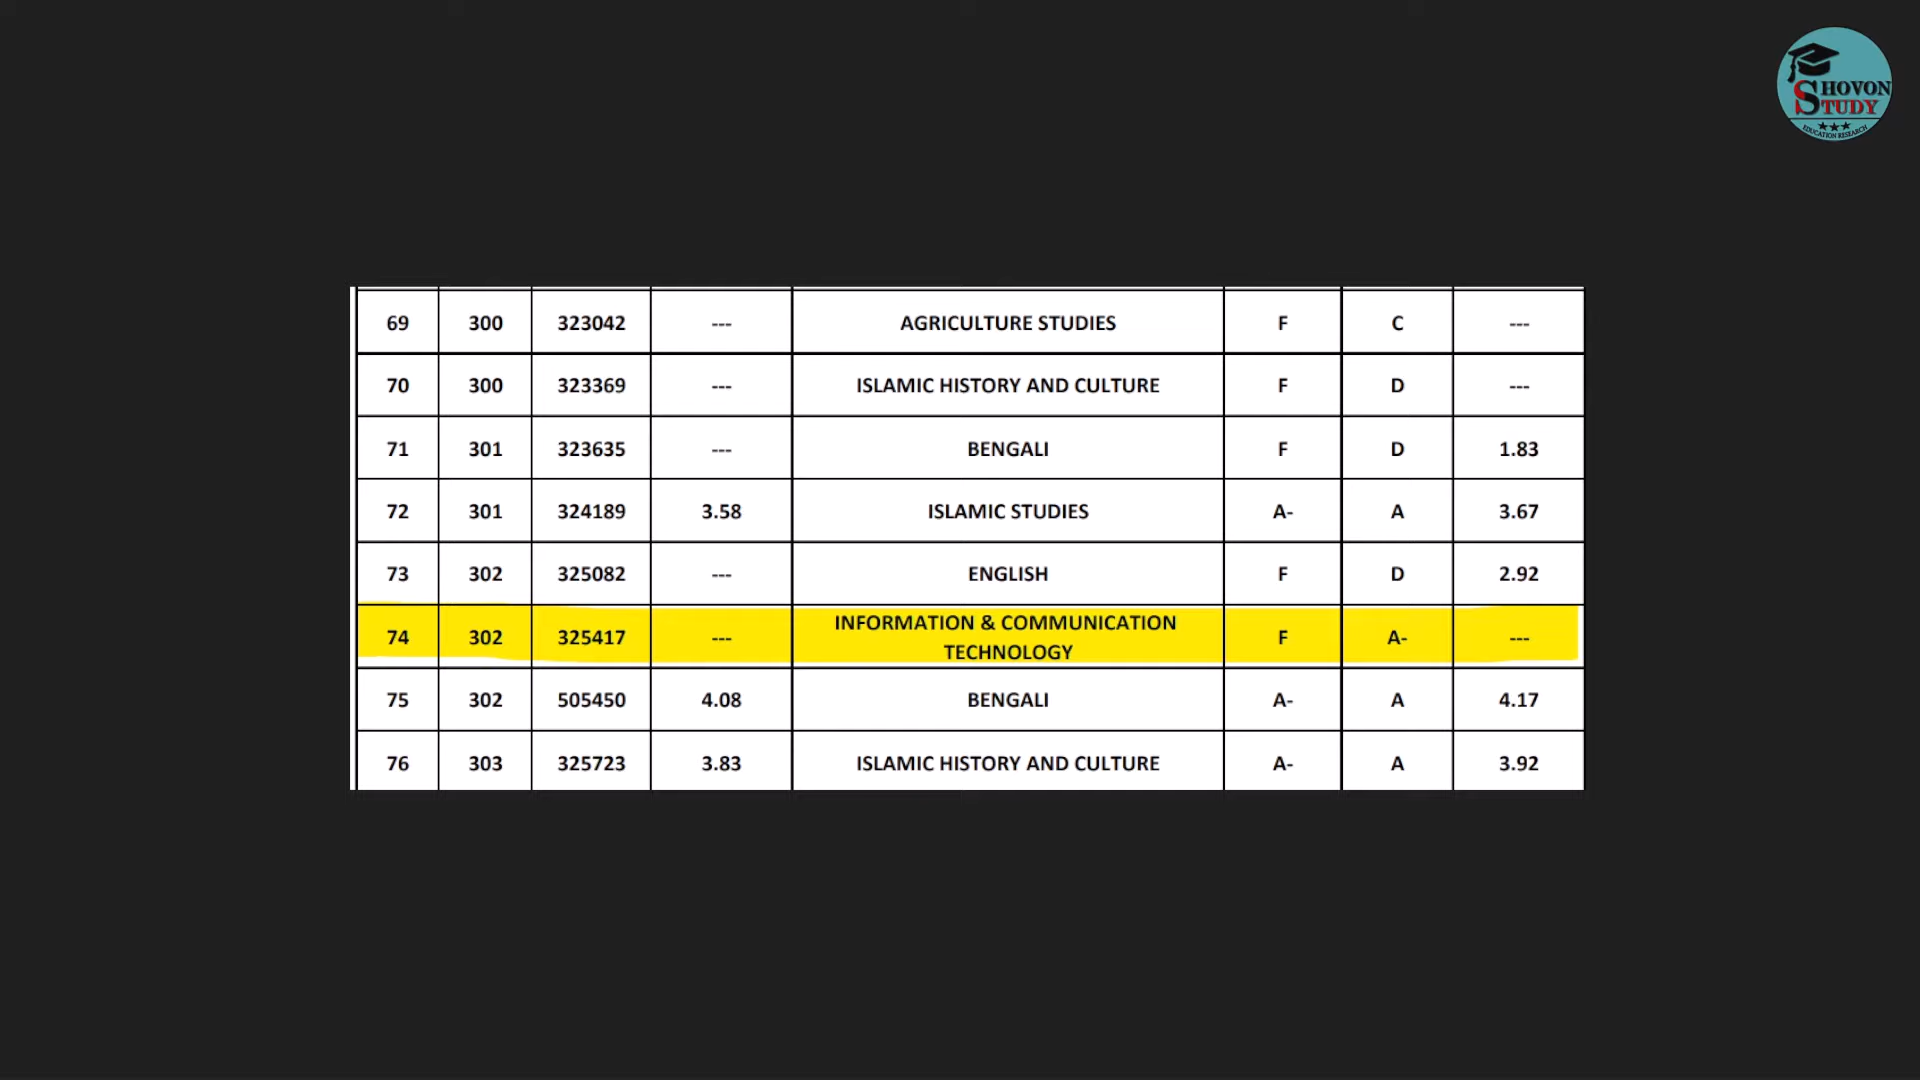 SHOVON
STUDY
EDUCATION RESEARCH
69 300 323042 --- AGRICULTURE STUDIES F C ---
70 300 323369 --- ISLAMIC HISTORY AND CULTURE F D ---
71 301 323635 --- BENGALI F D 1.83
72 301 324189 3.58 ISLAMIC STUDIES A- A 3.67
73 302 325082 --- ENGLISH F D 2.92
74 302 325417 --- INFORMATION & COMMUNICATION
TECHNOLOGY F A- ---
75 302 505450 4.08 BENGALI A- A 4.17
76 303 325723 3.83 ISLAMIC HISTORY AND CULTURE A- A 3.92